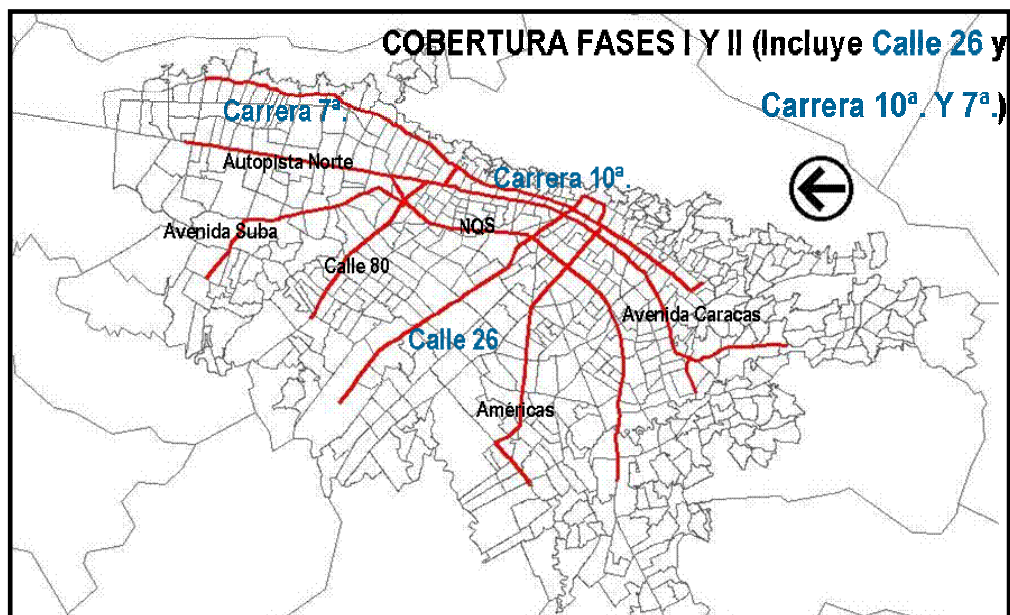 COBERTURA FASES I Y II (Incluye Calle 26 y
Carrera 10ª. Y 7ª.)
Carrera 7ª.
Autopista Norte
Carrera 10ª.
Avenida Suba
NQS
Calle 80
Avenida Caracas
Calle 26
Américas